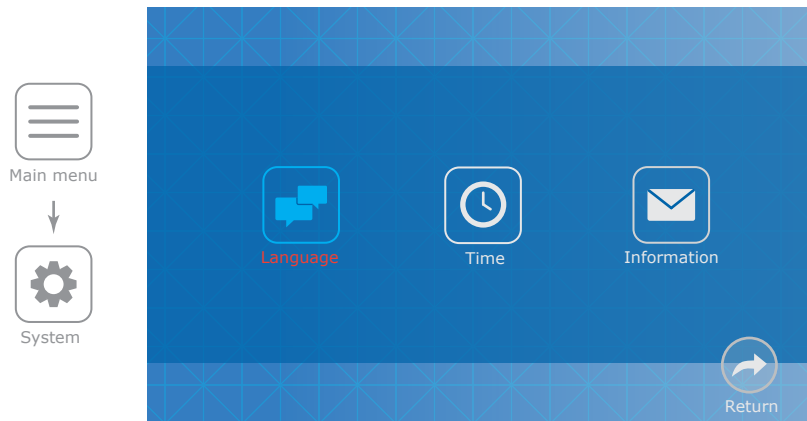 Main menu
System
Language
Time
Information
Return